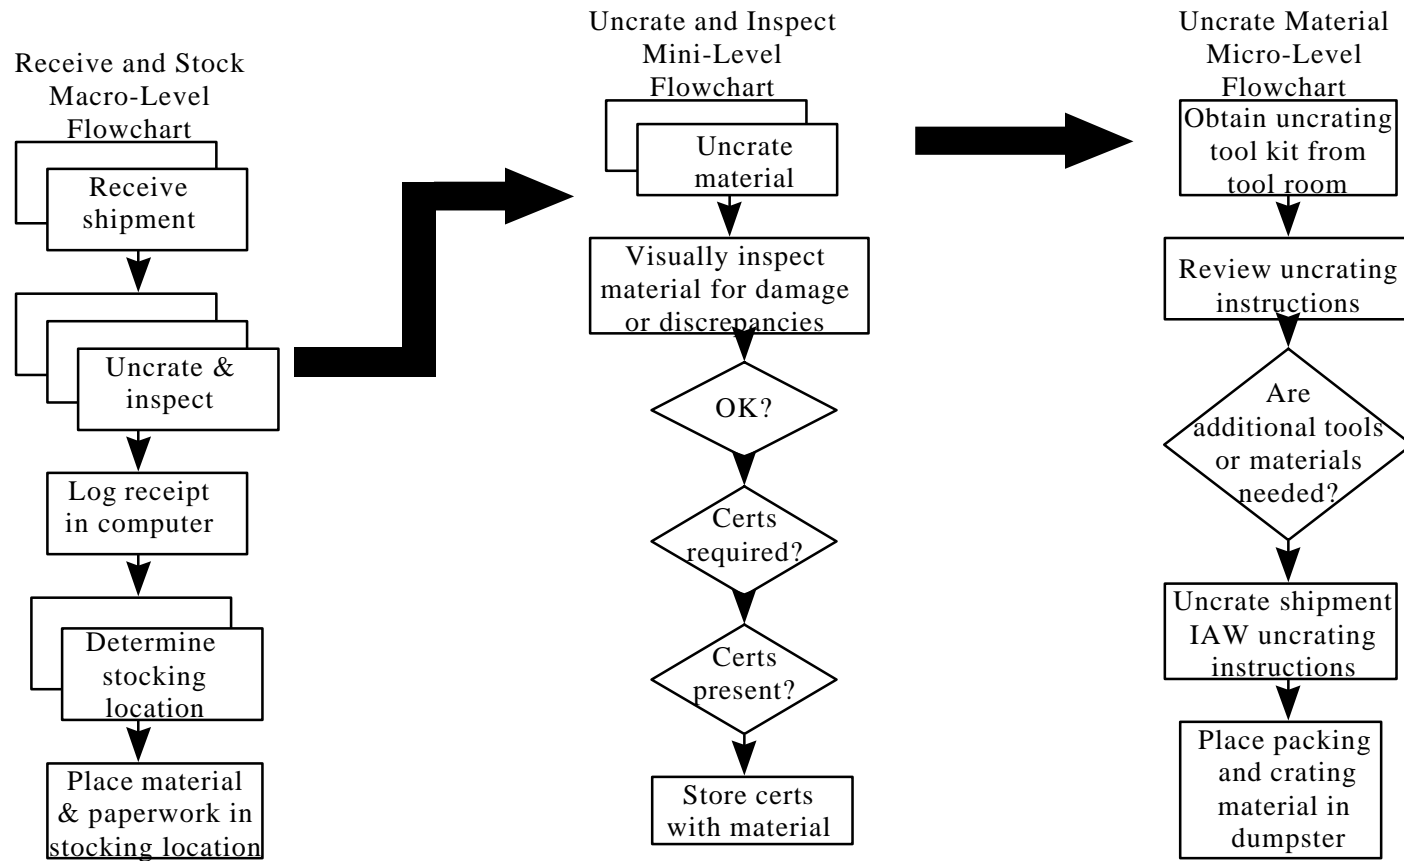 Receive and Stock
Macro-Level
Flowchart
Receive
shipment
Uncrate &
inspect
Log receipt
in computer
Determine
stocking
location
Place material
& paperwork in
stocking location
Uncrate and Inspect
Mini-Level
Flowchart
Uncrate
material
Visually inspect
material for damage
or discrepancies
OK?
Certs
required?
Certs
present?
Store certs
with material
Uncrate Material
Micro-Level
Flowchart
Obtain uncrating
tool kit from
tool room
Review uncrating
instructions
Are
additional tools
or materials
needed?
Uncrate shipment
IAW uncrating
instructions
Place packing
and crating
material in
dumpster